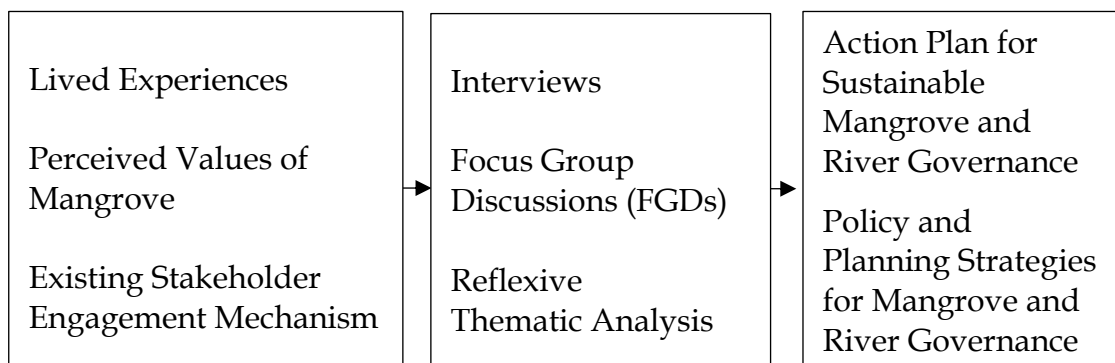 Lived Experiences
Perceived Values of
Mangrove
Existing Stakeholder
Engagement Mechanism
Interviews
Focus Group
Discussions (FGDs)
Reflexive
Thematic Analysis
Action Plan for
Sustainable
Mangrove and
River Governance
Policy and
Planning Strategies
for Mangrove and
River Governance